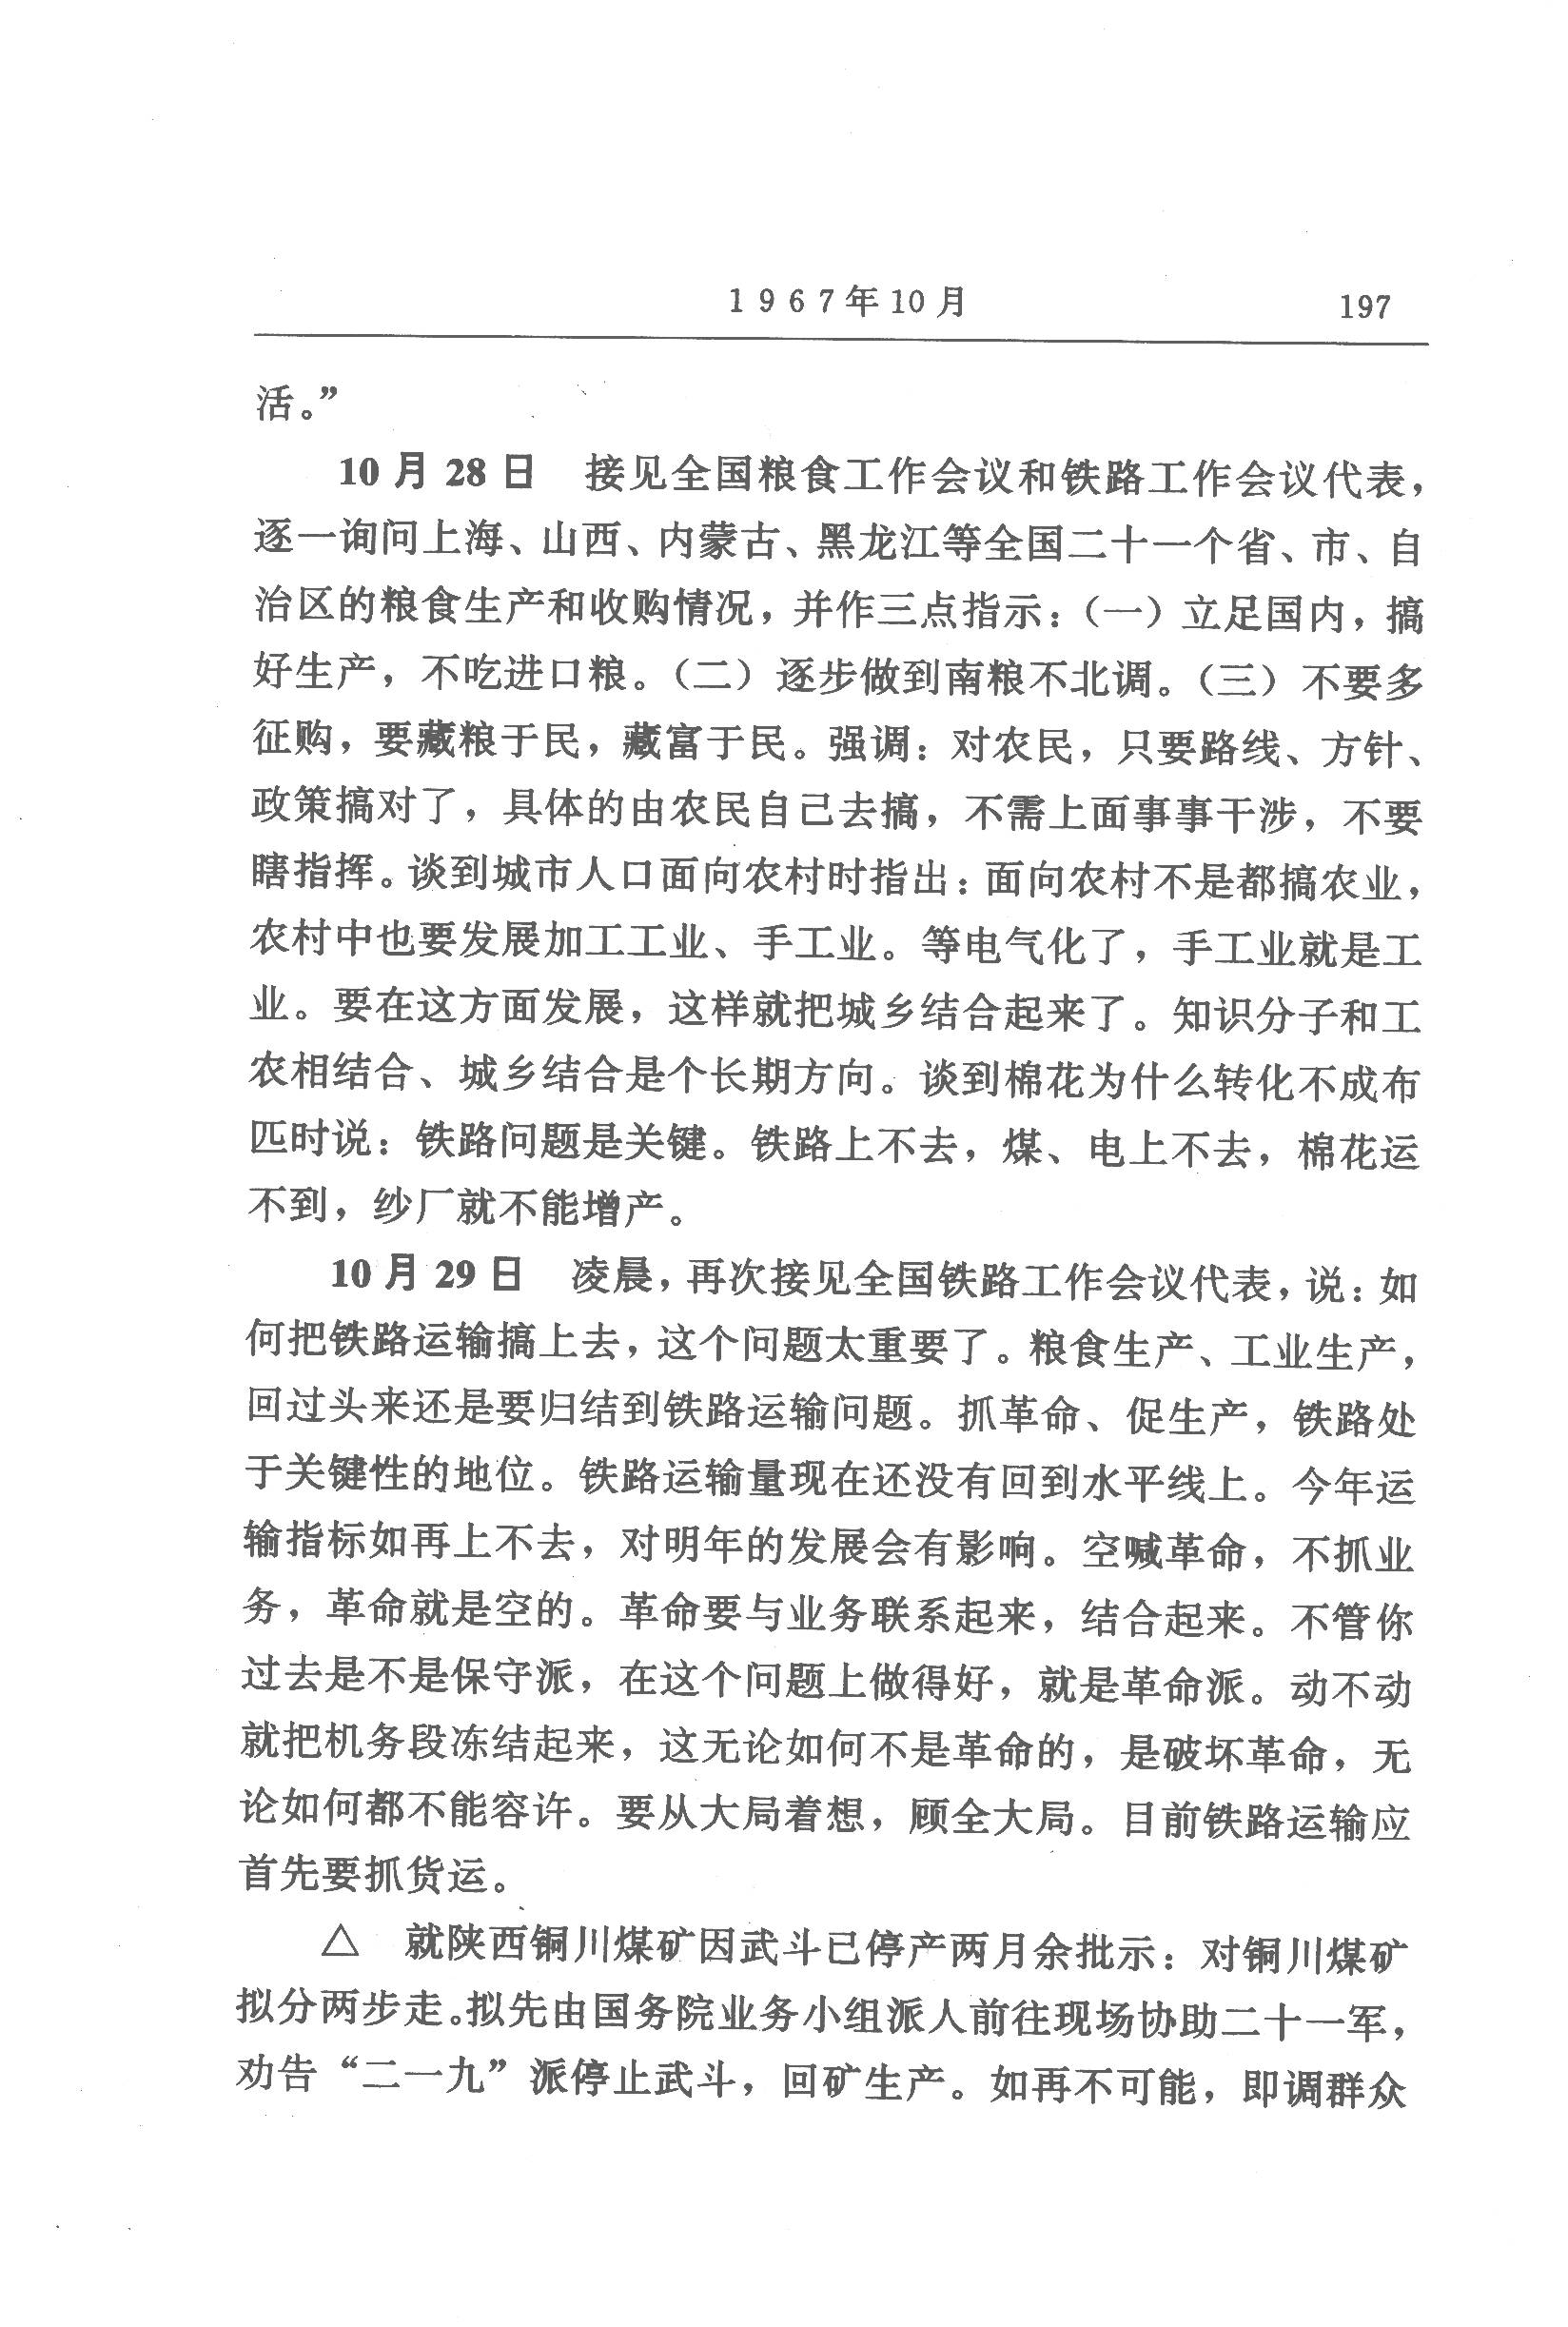 1967年10月
197
活。”
10月28日 接见全国粮食工作会议和铁路工作会议代表，
逐一询问上海、山西、内蒙古、黑龙江等全国二十一个省、市、自
治区的粮食生产和收购情况，并作三点指示：（一）立足国内，搞
好生产，不吃进口粮。（二）逐步做到南粮不北调。（三）不要多
征购，要藏粮于民，藏富于民。强调：对农民，只要路线、方针、
政策搞对了，具体的由农民自己去搞，不需上面事事干涉，不要
瞎指挥。谈到城市人口面向农村时指出：面向农村不是都搞农业，
农村中也要发展加工工业、手工业。等电气化了，手工业就是工
业。要在这方面发展，这样就把城乡结合起来了。知识分子和工
农相结合、城乡结合是个长期方向。谈到棉花为什么转化不成布
匹时说：铁路问题是关键。铁路上不去，煤、电上不去，棉花运
不到，纱厂就不能增产。
10月29日 凌晨，再次接见全国铁路工作会议代表，说：如
何把铁路运输搞上去，这个问题太重要了。粮食生产、工业生产，
回过头来还是要归结到铁路运输问题。抓革命、促生产，铁路处
于关键性的地位。铁路运输量现在还没有回到水平线上。今年运
输指标如再上不去，对明年的发展会有影响。空喊革命，不抓业
务，革命就是空的。革命要与业务联系起来，结合起来。不管你
过去是不是保守派，在这个问题上做得好，就是革命派。动不动
就把机务段冻结起来，这无论如何不是革命的，是破坏革命，无
论如何都不能容许。要从大局着想，顾全大局。目前铁路运输应
首先要抓货运。
△ 就陕西铜川煤矿因武斗已停产两月余批示：对铜川煤矿
拟分两步走。拟先由国务院业务小组派人前往现场协助二十一军，
劝告“二一九”派停止武斗，回矿生产。如再不可能，即调群众